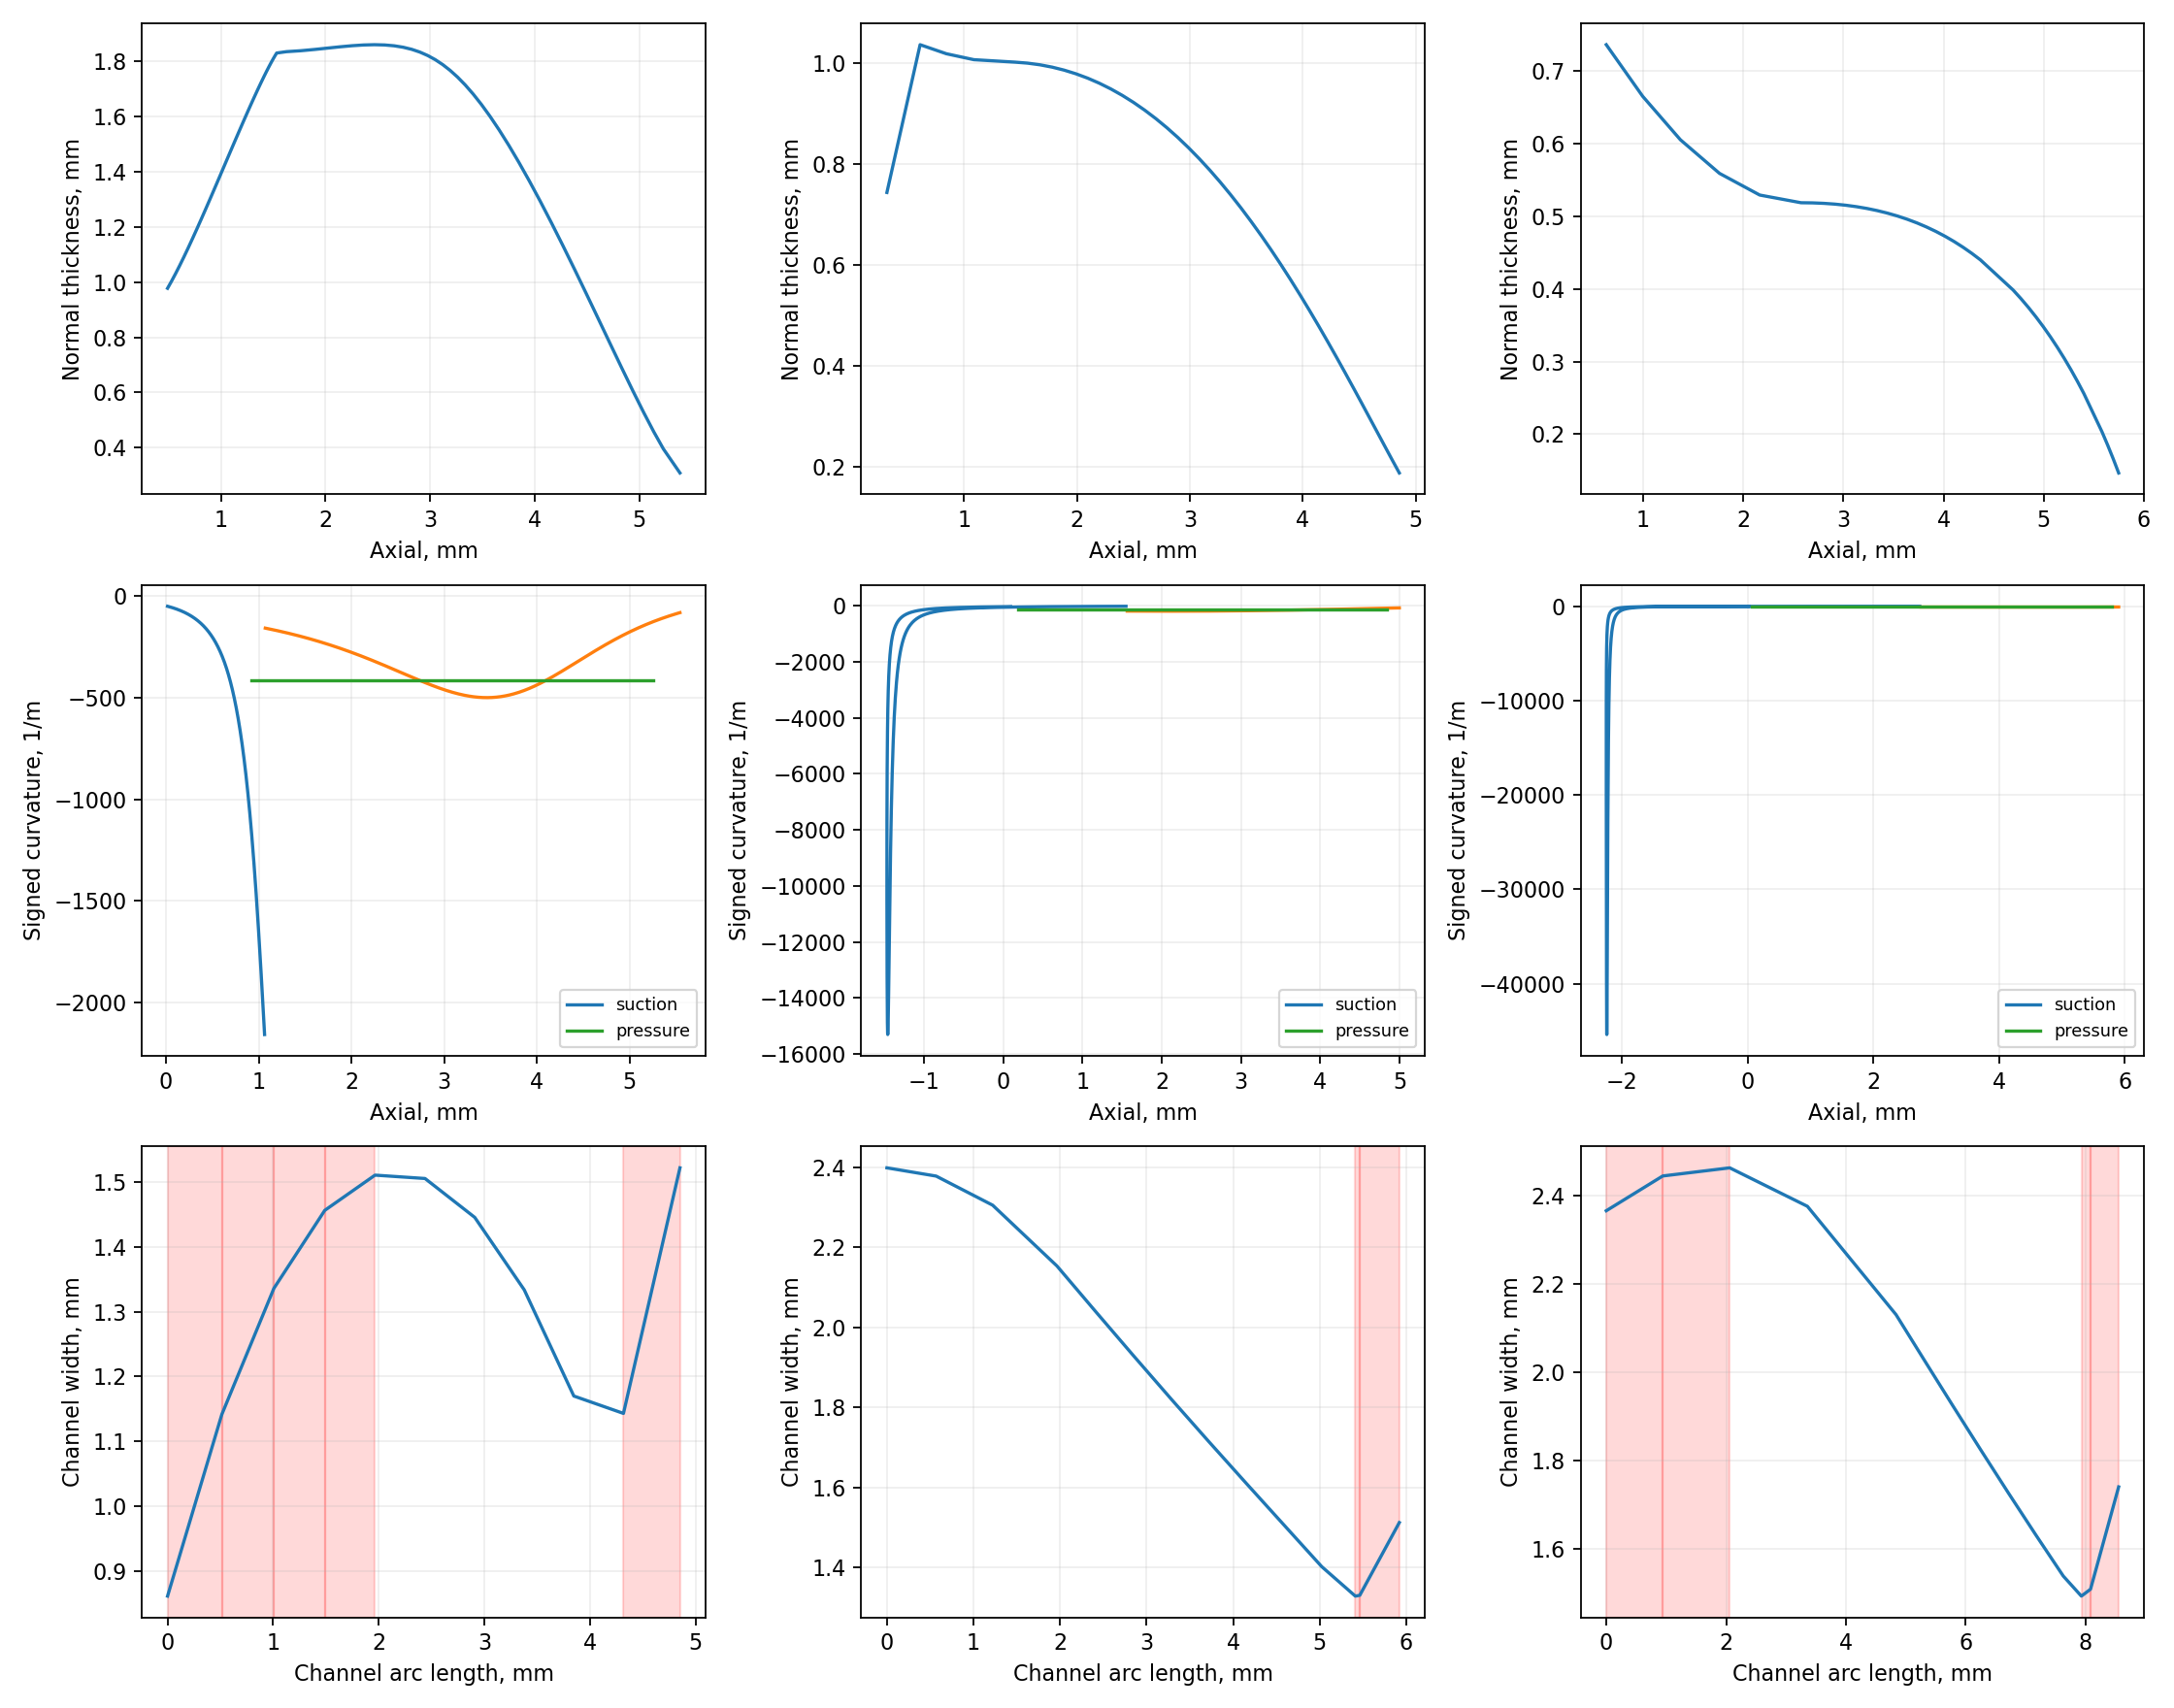 Normal thickness, mm
1.8
1.6
1.4
1.2
1.0
0.8
0.6
0.4
1 2 3 4 5
Axial, mm
Normal thickness, mm
1.0
0.8
0.6
0.4
0.2
1 2 3 4 5
Axial, mm
Normal thickness, mm
0.7
0.6
0.5
0.4
0.3
0.2
1 2 3 4 5 6
Axial, mm
Signed curvature, 1/m
0
−500
−1000
−1500
−2000
suction
pressure
0 1 2 3 4 5
Axial, mm
Signed curvature, 1/m
0
−2000
−4000
−6000
−8000
−10000
−12000
−14000
−16000
suction
pressure
−1 0 1 2 3 4 5
Axial, mm
Signed curvature, 1/m
0
−10000
−20000
−30000
−40000
suction
pressure
−2 0 2 4 6
Axial, mm
Channel width, mm
1.5
1.4
1.3
1.2
1.1
1.0
0.9
0 1 2 3 4 5
Channel arc length, mm
Channel width, mm
2.4
2.2
2.0
1.8
1.6
1.4
0 1 2 3 4 5 6
Channel arc length, mm
Channel width, mm
2.4
2.2
2.0
1.8
1.6
0 2 4 6 8
Channel arc length, mm